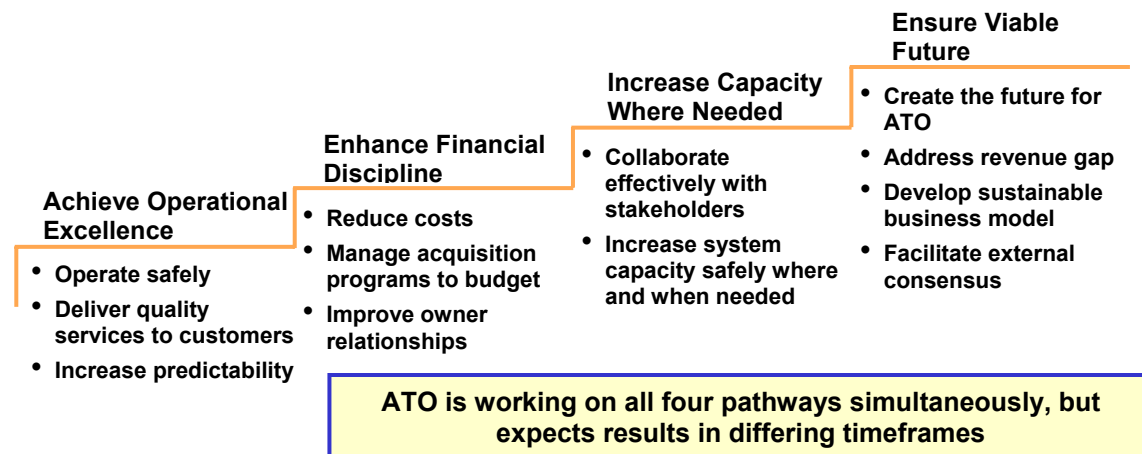 Achieve Operational
Excellence
• Operate safely
• Deliver quality
services to customers
• Increase predictability
Enhance Financial
Discipline
• Reduce costs
• Manage acquisition
programs to budget
• Improve owner
relationships
Increase Capacity
Where Needed
• Collaborate
effectively with
stakeholders
• Increase system
capacity safely where
and when needed
Ensure Viable
Future
• Create the future for
ATO
• Address revenue gap
• Develop sustainable
business model
• Facilitate external
consensus
ATO is working on all four pathways simultaneously, but
expects results in differing timeframes